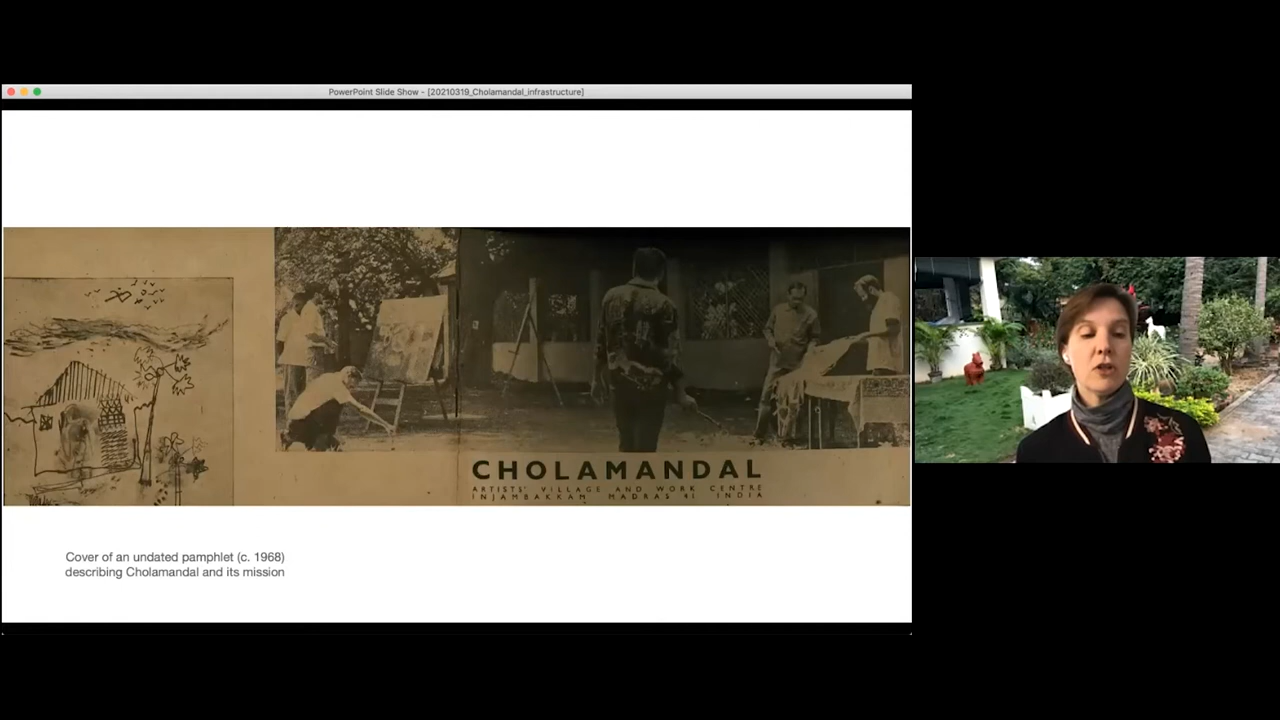 PowerPoint Slide Show - [20210319_Cholamandal_infrastructure]
CHOLAMANDAL
ARTISTS' VILLAGE AND WORK CENTRE
INJAMBAKKAM MADRAS 41 INDIA
Cover of an undated pamphlet (c. 1968)
describing Cholamandal and its mission